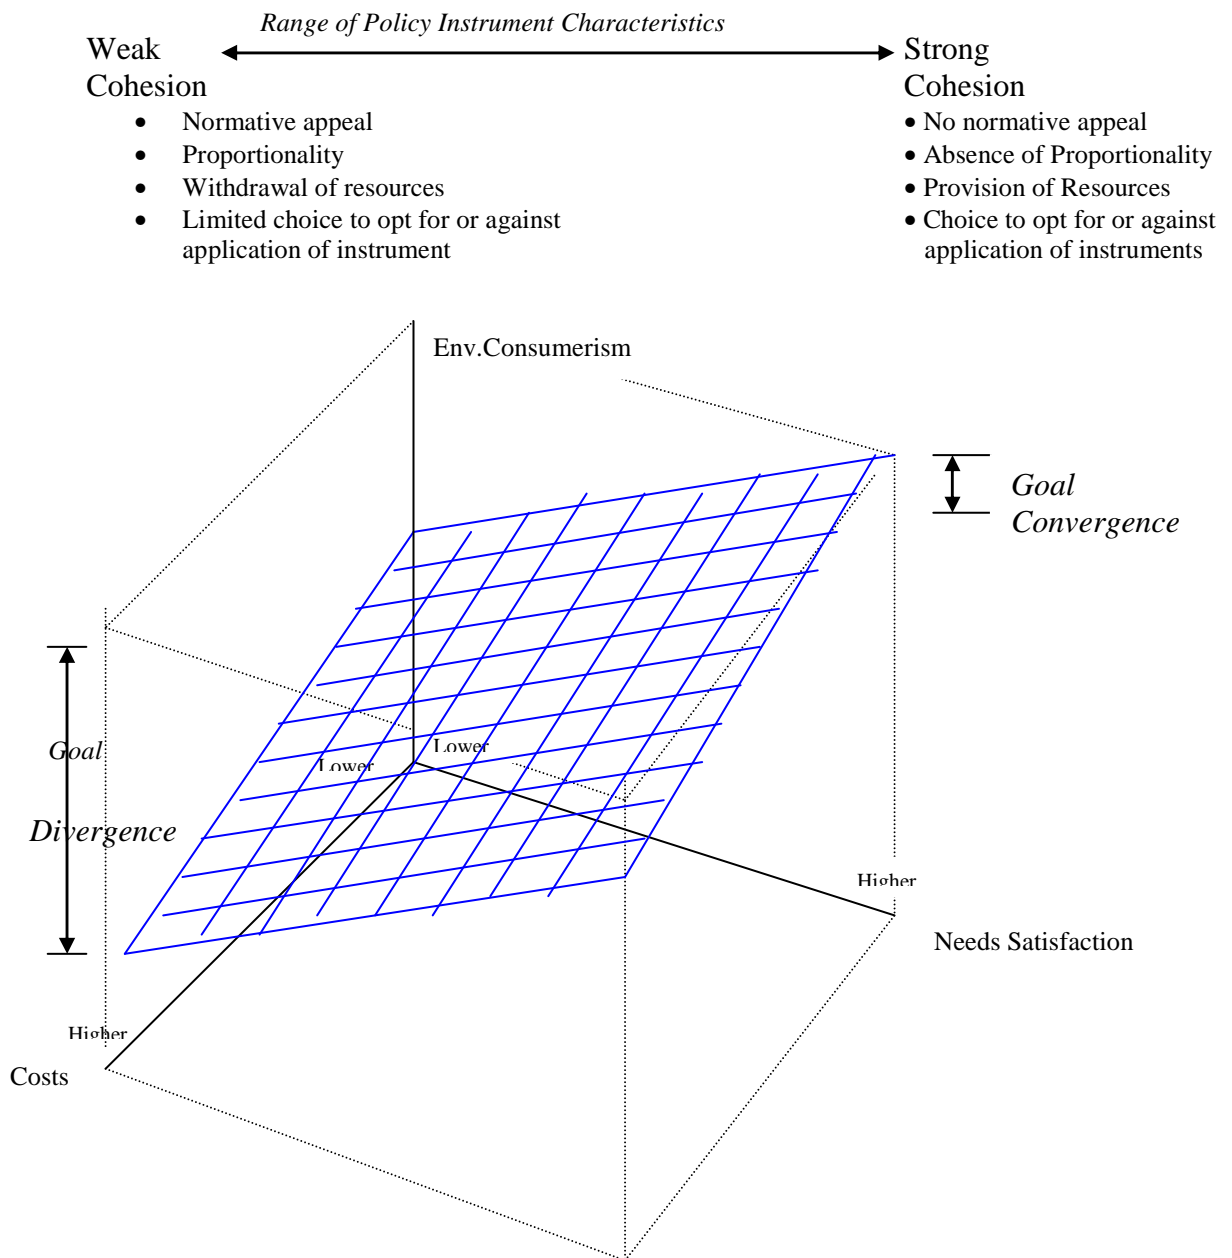 Range of Policy Instrument Characteristics
Weak
Cohesion
• Normative appeal
• Proportionality
• Withdrawal of resources
• Limited choice to opt for or against
application of instrument
Strong
Cohesion
• No normative appeal
• Absence of Proportionality
• Provision of Resources
• Choice to opt for or against
application of instruments
Env.Consumerism
Goal
Convergence
Goal
Divergence
Lower
Lower
Higher
Needs Satisfaction
Higher
Costs